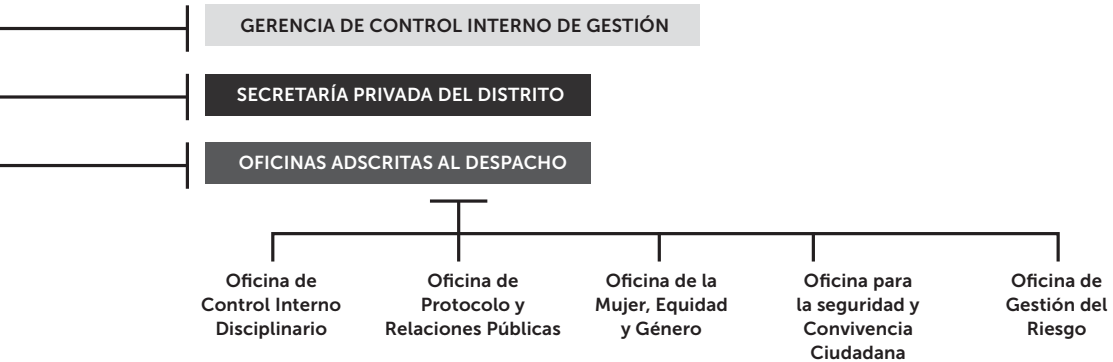 GERENCIA DE CONTROL INTERNO DE GESTIÓN
SECRETARÍA PRIVADA DEL DISTRITO
OFICINAS ADSCRITAS AL DESPACHO
Oficina de
Control Interno
Disciplinario
Oficina de
Protocolo y
Relaciones Públicas
Oficina de la
Mujer, Equidad
y Género
Oficina para
la seguridad y
Convivencia
Ciudadana
Oficina de
Gestión del
Riesgo